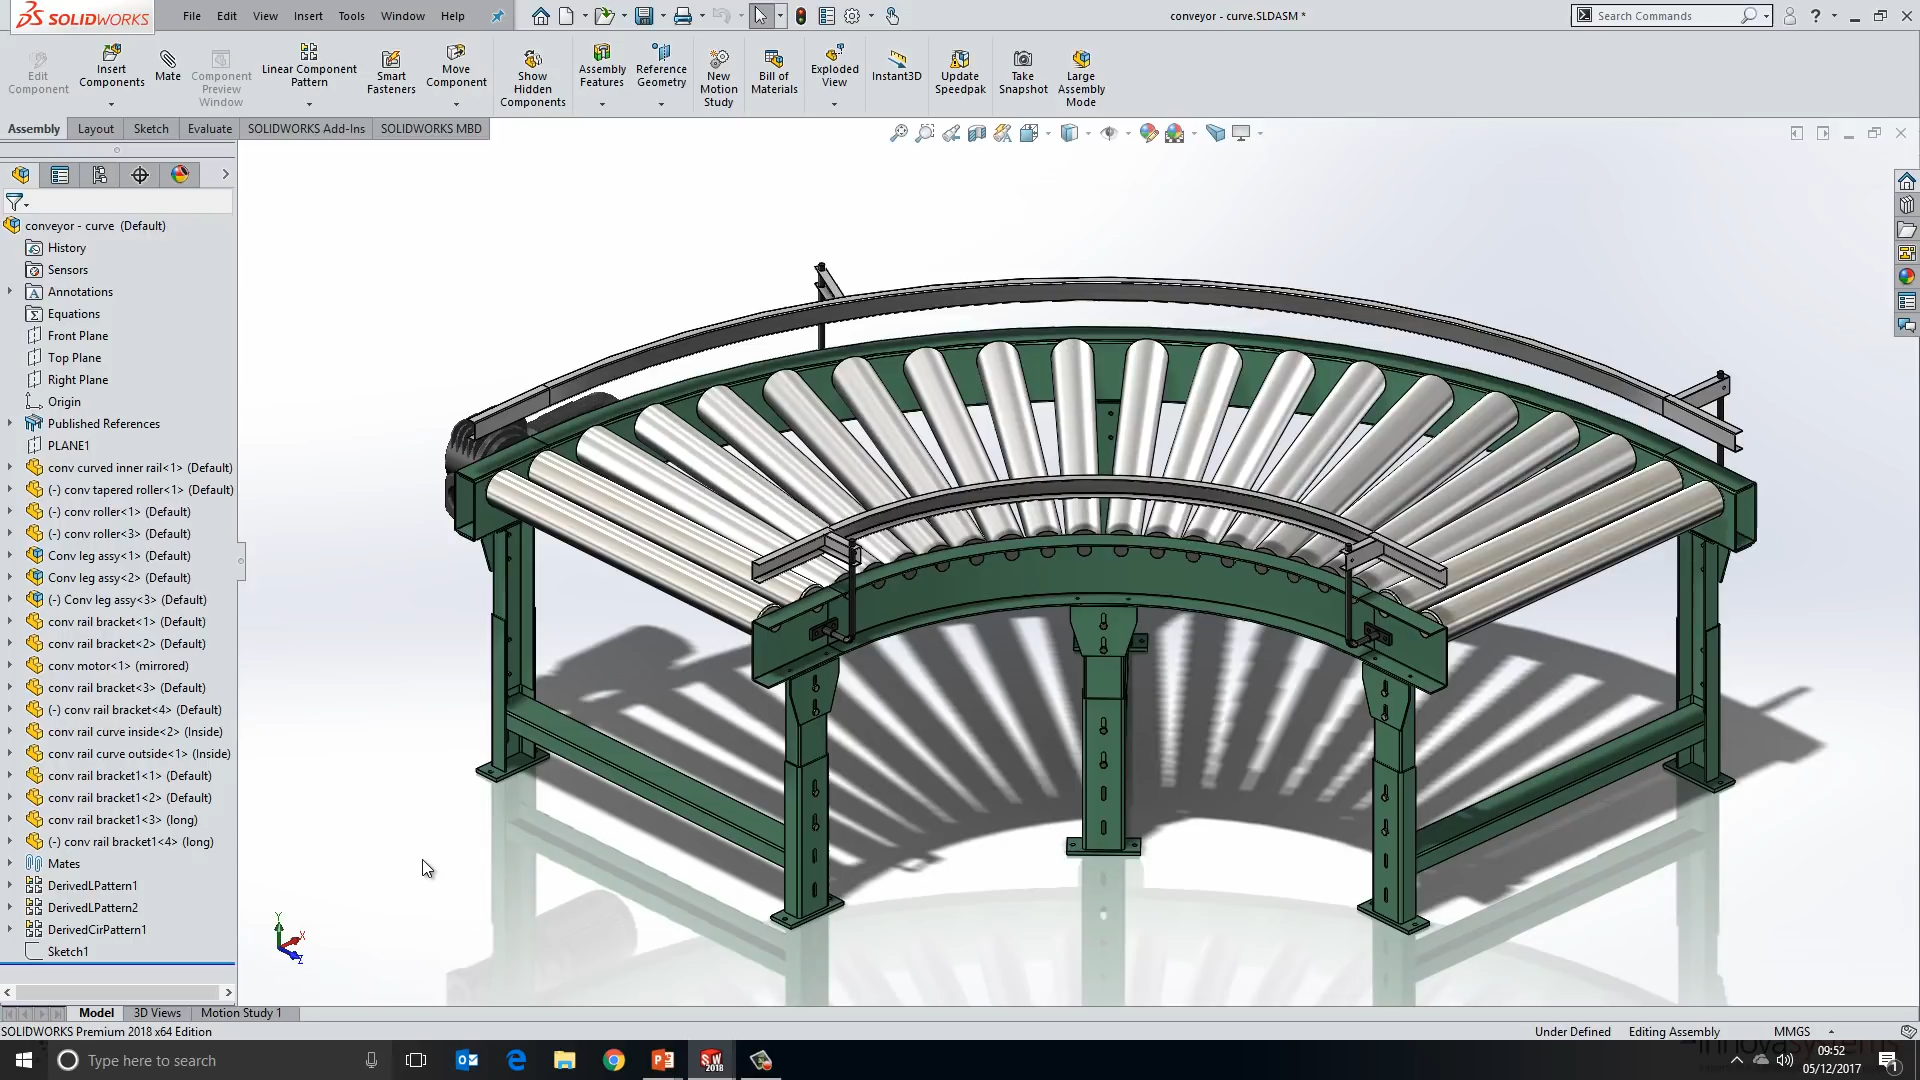 SOLIDWORKS
File Edit View Insert Tools Window Help
conveyor - curve.SLDASM *
Search Commands
Edit Component
Insert Components
Mate
Component Preview Window
Linear Component Pattern
Smart Fasteners
Move Component
Show Hidden Components
Assembly Features
Reference Geometry
New Motion Study
Bill of Materials
Exploded View
Instant3D
Update Speedpak
Take Snapshot
Large Assembly Mode
Assembly Layout Sketch Evaluate SOLIDWORKS Add-Ins SOLIDWORKS MBD
conveyor - curve (Default)
History
Sensors
Annotations
Equations
Front Plane
Top Plane
Right Plane
Origin
Published References
PLANE1
conv curved inner rail<1> (Default)
(-) conv tapered roller<1> (Default)
(-) conv roller<1> (Default)
(-) conv roller<3> (Default)
Conv leg assy<1> (Default)
Conv leg assy<2> (Default)
(-) Conv leg assy<3> (Default)
conv rail bracket<1> (Default)
conv rail bracket<2> (Default)
conv motor<1> (mirrored)
conv rail bracket<3> (Default)
(-) conv rail bracket<4> (Default)
conv rail curve inside<2> (Inside)
conv rail curve outside<1> (Inside)
conv rail bracket1<1> (Default)
conv rail bracket1<2> (Default)
conv rail bracket1<3> (long)
(-) conv rail bracket1<4> (long)
Mates
DerivedLPattern1
DerivedLPattern2
DerivedCirPattern1
Sketch1
Y
X
Z
Model 3D Views Motion Study 1
SOLIDWORKS Premium 2018 x64 Edition
Under Defined Editing Assembly MMGS
Type here to search
09:52
05/12/2017